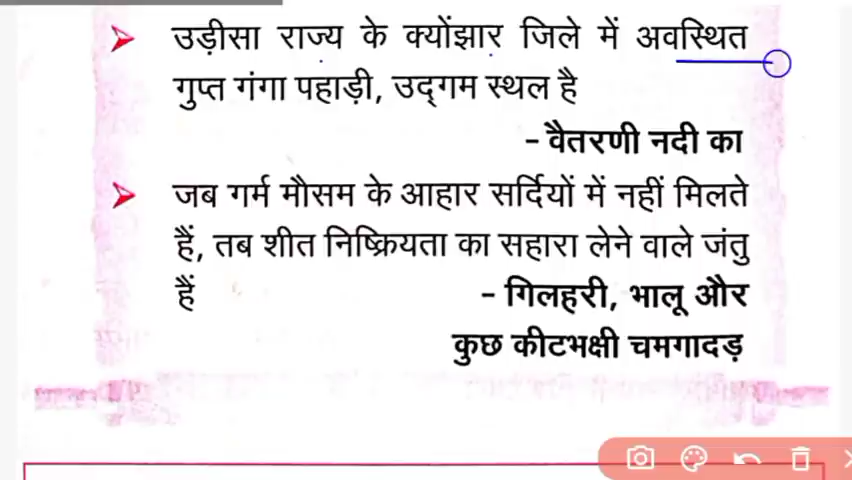 उड़ीसा राज्य के क्योंझार जिले में अवस्थित
गुप्त गंगा पहाड़ी, उद्‌गम स्थल है
- वैतरणी नदी का
जब गर्म मौसम के आहार सर्दियों में नहीं मिलते
हैं, तब शीत निष्क्रियता का सहारा लेने वाले जंतु
हैं - गिलहरी, भालू और
कुछ कीटभक्षी चमगादड़